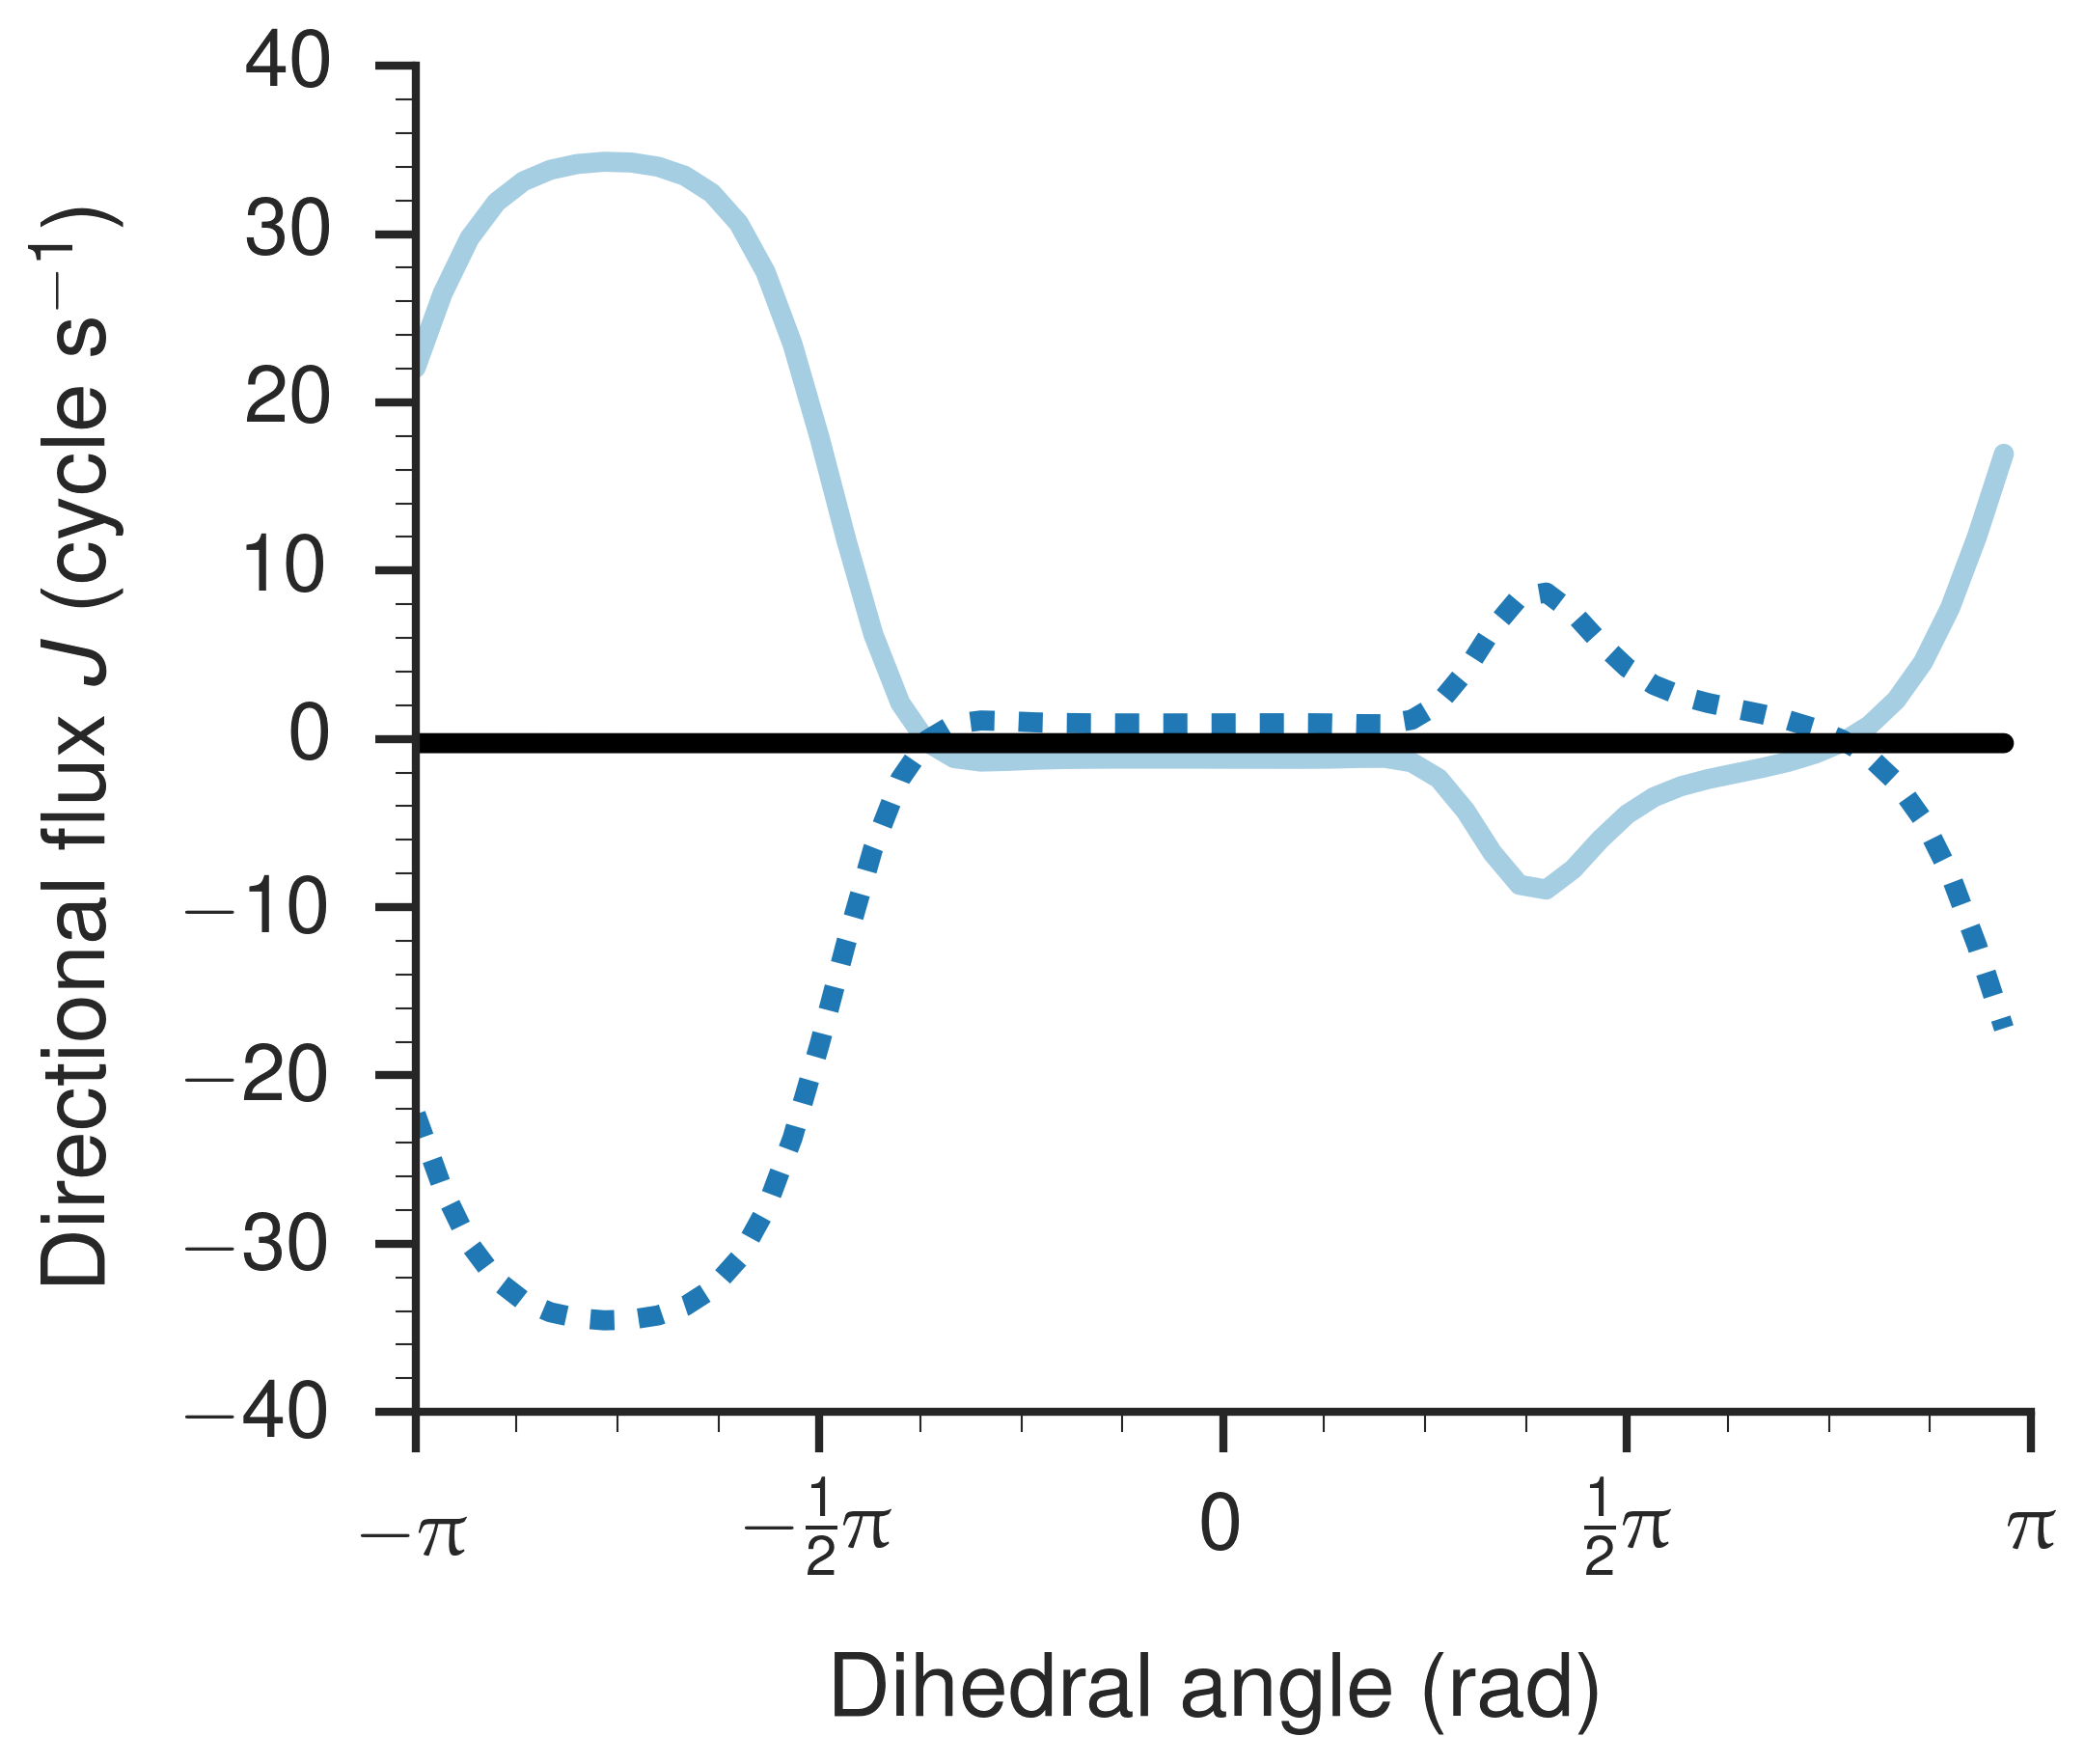 Directional flux J (cycle s⁻¹)
40
30
20
10
0
−10
−20
−30
−40
−π
−½π
0
½π
π
Dihedral angle (rad)